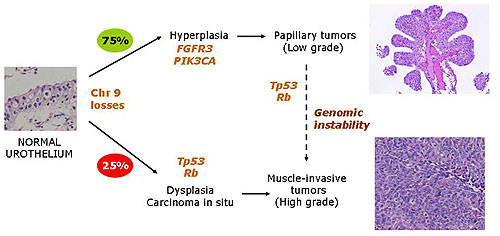 75%
Hyperplasia
FGFR3
PIK3CA
Papillary tumors
(Low grade)
Chr 9
losses
Tp53
Rb
Genomic
instability
NORMAL
UROTHELIUM
25%
Tp53
Rb
Dysplasia
Carcinoma in situ
Muscle-invasive
tumors
(High grade)